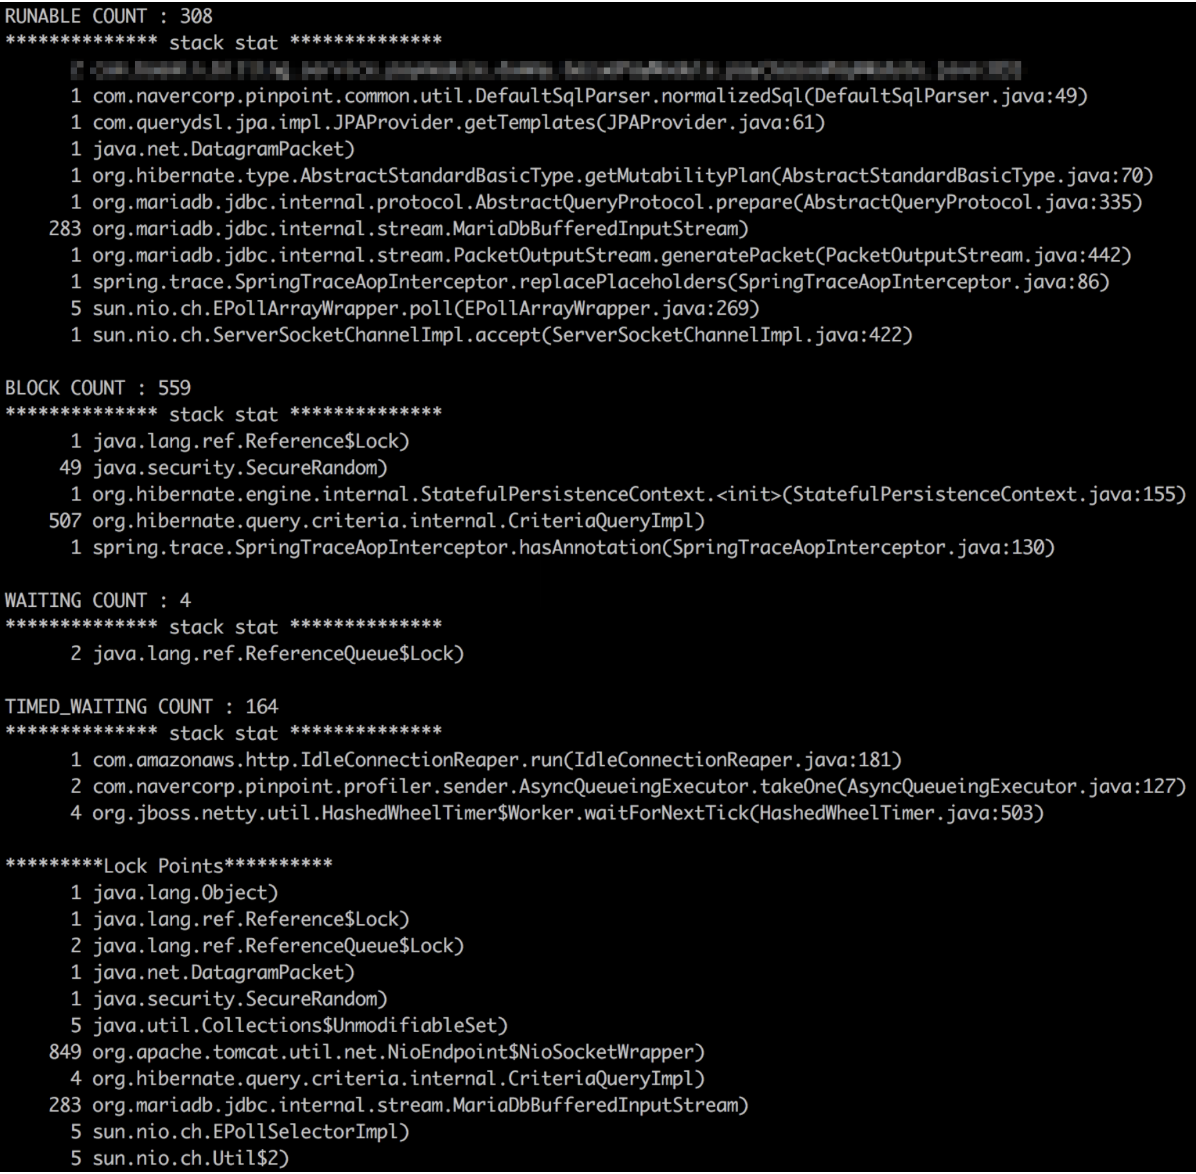 RUNABLE COUNT : 308
************** stack stat **************
1 com.navercorp.pinpoint.common.util.DefaultSqlParser.normalizedSql(DefaultSqlParser.java:49)
1 com.querydsl.jpa.impl.JPAProvider.getTemplates(JPAProvider.java:61)
1 java.net.DatagramPacket)
1 org.hibernate.type.AbstractStandardBasicType.getMutabilityPlan(AbstractStandardBasicType.java:70)
1 org.mariadb.jdbc.internal.protocol.AbstractQueryProtocol.prepare(AbstractQueryProtocol.java:335)
283 org.mariadb.jdbc.internal.stream.MariaDbBufferedInputStream)
1 org.mariadb.jdbc.internal.stream.PacketOutputStream.generatePacket(PacketOutputStream.java:442)
1 spring.trace.SpringTraceAopInterceptor.replacePlaceholders(SpringTraceAopInterceptor.java:86)
5 sun.nio.ch.EPollArrayWrapper.poll(EPollArrayWrapper.java:269)
1 sun.nio.ch.ServerSocketChannelImpl.accept(ServerSocketChannelImpl.java:422)
BLOCK COUNT : 559
************** stack stat **************
1 java.lang.ref.Reference$Lock)
49 java.security.SecureRandom)
1 org.hibernate.engine.internal.StatefulPersistenceContext.<init>(StatefulPersistenceContext.java:155)
507 org.hibernate.query.criteria.internal.CriteriaQueryImpl)
1 spring.trace.SpringTraceAopInterceptor.hasAnnotation(SpringTraceAopInterceptor.java:130)
WAITING COUNT : 4
************** stack stat **************
2 java.lang.ref.ReferenceQueue$Lock)
TIMED_WAITING COUNT : 164
************** stack stat **************
1 com.amazonaws.http.IdleConnectionReaper.run(IdleConnectionReaper.java:181)
2 com.navercorp.pinpoint.profiler.sender.AsyncQueueingExecutor.takeOne(AsyncQueueingExecutor.java:127)
4 org.jboss.netty.util.HashedWheelTimer$Worker.waitForNextTick(HashedWheelTimer.java:503)
*********Lock Points**********
1 java.lang.Object)
1 java.lang.ref.Reference$Lock)
2 java.lang.ref.ReferenceQueue$Lock)
1 java.net.DatagramPacket)
1 java.security.SecureRandom)
5 java.util.Collections$UnmodifiableSet)
849 org.apache.tomcat.util.net.NioEndpoint$NioSocketWrapper)
4 org.hibernate.query.criteria.internal.CriteriaQueryImpl)
283 org.mariadb.jdbc.internal.stream.MariaDbBufferedInputStream)
5 sun.nio.ch.EPollSelectorImpl)
5 sun.nio.ch.Util$2)